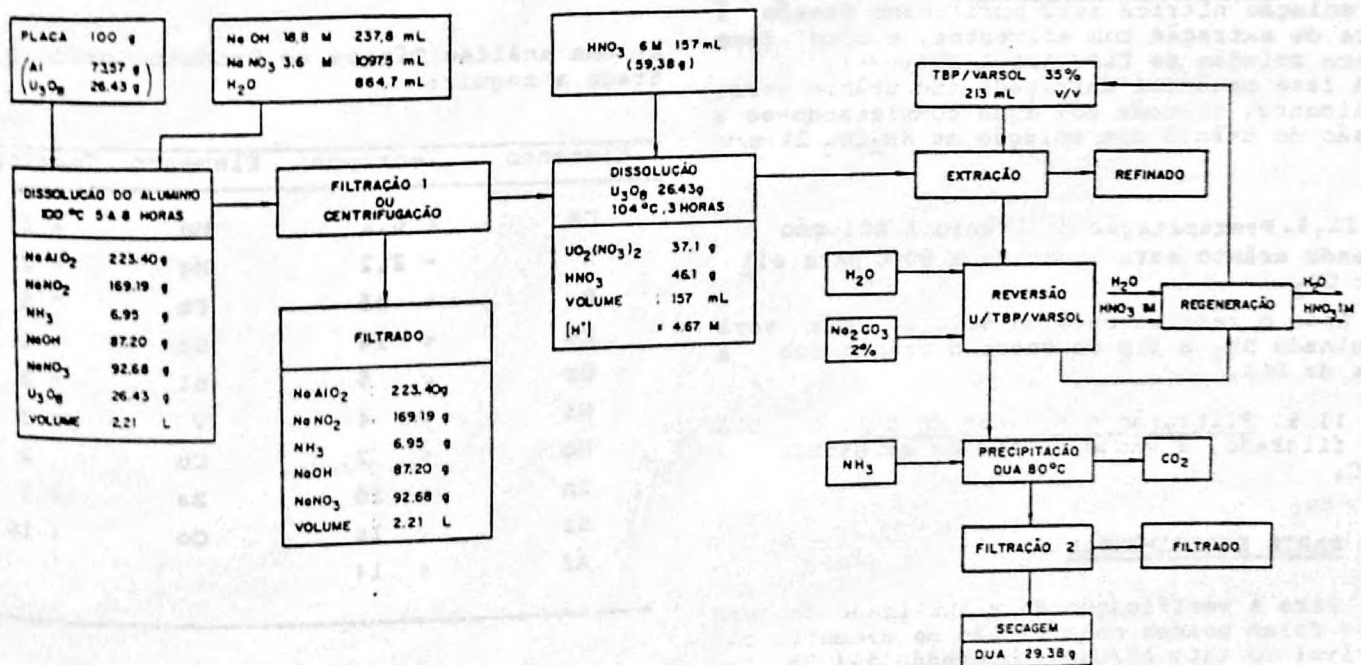 PLACA 100 g
(Al 73,57 g
U3O8 26,43 g)
NaOH 18,8 M 237,8 mL
NaNO3 3,6 M 1097,5 mL
H2O 864,7 mL
HNO3 6M 157 mL
(59,38 g)
TBP/VARSOL 35%
213 mL v/v
DISSOLUÇÃO DO ALUMINIO
100 °C 5 A 8 HORAS
NaAlO2 223.40 g
NaNO2 169.19 g
NH3 6.95 g
NaOH 87.20 g
NaNO3 92.68 g
U3O8 26.43 g
VOLUME 2,21 L
FILTRAÇÃO 1
OU
CENTRIFUGAÇÃO
FILTRADO
NaAlO2 223.40g
NaNO2 169.19 g
NH3 6.95 g
NaOH 87.20 g
NaNO3 92.68 g
VOLUME 2.21 L
DISSOLUÇÃO
U3O8 26.43g
104 °C, 3 HORAS
UO2(NO3)2 37.1 g
HNO3 46.1 g
VOLUME : 157 mL
[H+] = 4.67 M
EXTRAÇÃO
REFINADO
H2O
Na2CO3
2%
REVERSÃO
U/TBP/VARSOL
H2O
HNO3 1M
REGENERAÇÃO
H2O
HNO3 1M
NH3
PRECIPITAÇÃO
DUA 80°C
CO2
FILTRAÇÃO 2
FILTRADO
SECAGEM
DUA 29.38 g